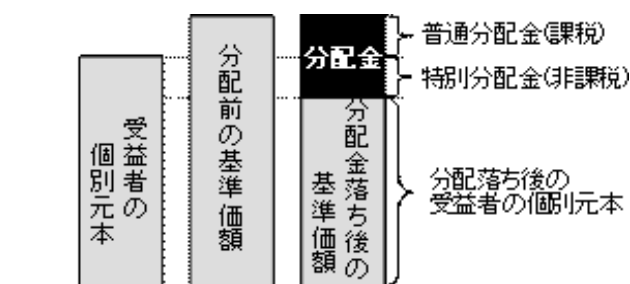 受益者の
個別元本
分配前の基準価額
分配金
分配金落ち後の
基準価額
普通分配金(課税)
特別分配金(非課税)
分配落ち後の
受益者の個別元本